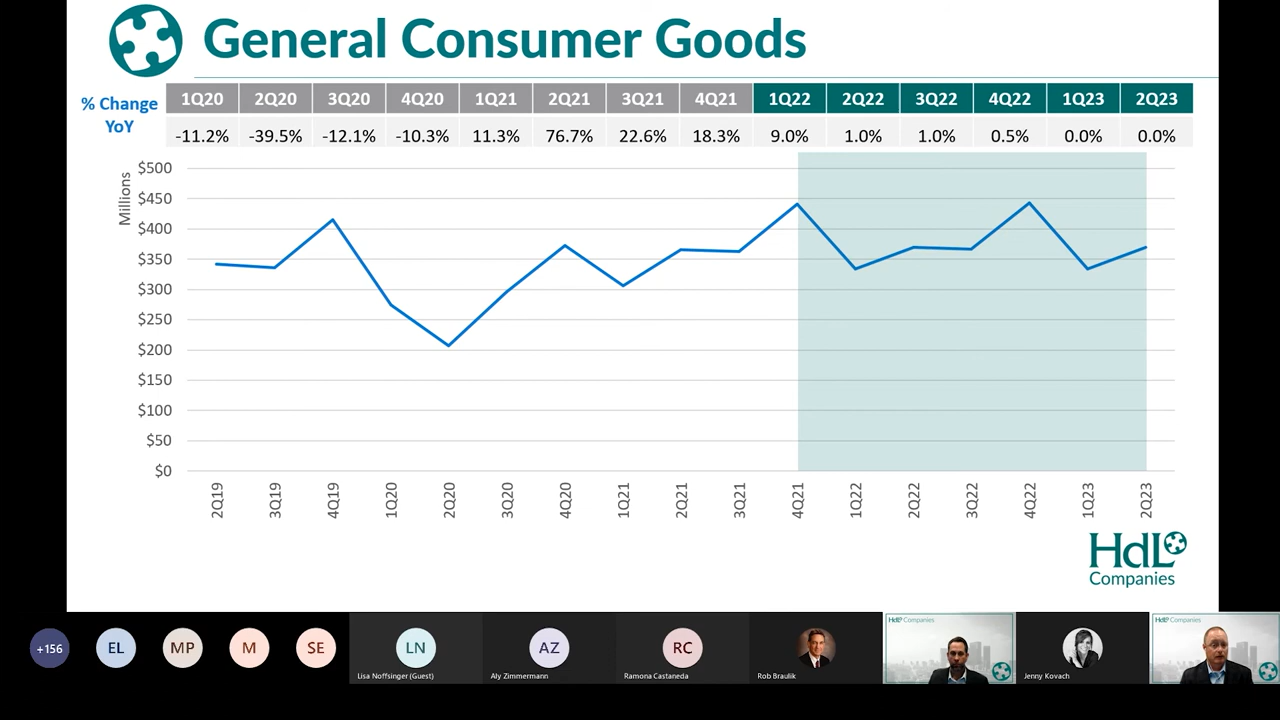 General Consumer Goods
% Change YoY
1Q20 2Q20 3Q20 4Q20 1Q21 2Q21 3Q21 4Q21 1Q22 2Q22 3Q22 4Q22 1Q23 2Q23
-11.2% -39.5% -12.1% -10.3% 11.3% 76.7% 22.6% 18.3% 9.0% 1.0% 1.0% 0.5% 0.0% 0.0%
Millions
$500
$450
$400
$350
$300
$250
$200
$150
$100
$50
$0
2Q19 3Q19 4Q19 1Q20 2Q20 3Q20 4Q20 1Q21 2Q21 3Q21 4Q21 1Q22 2Q22 3Q22 4Q22 1Q23 2Q23
HdL
Companies
+156 EL MP M SE LN AZ RC
HdL Companies
HdL Companies
Lisa Noffsinger (Guest) Aly Zimmermann Ramona Castaneda Rob Braulik Jenny Kovach